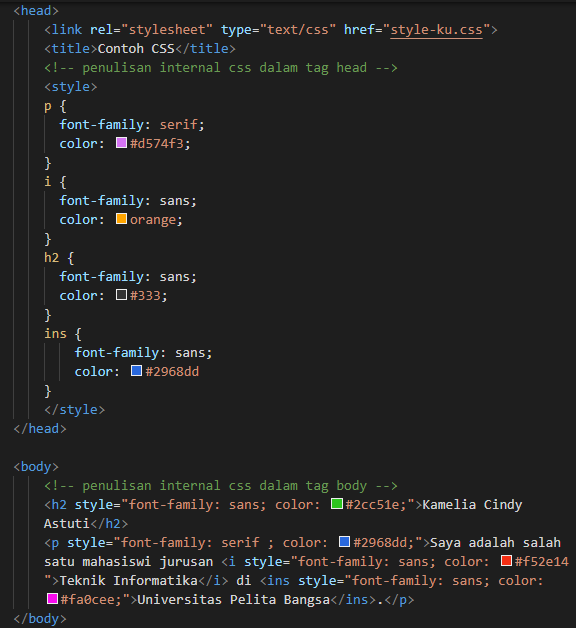 <head>
<link rel="stylesheet" type="text/css" href="style-ku.css">
<title>Contoh CSS</title>
<!-- penulisan internal css dalam tag head -->
<style>
p {
font-family: serif;
color: #d574f3;
}
i {
font-family: sans;
color: orange;
}
h2 {
font-family: sans;
color: #333;
}
ins {
font-family: sans;
color: #2968dd
}
</style>
</head>
<body>
<!-- penulisan internal css dalam tag body -->
<h2 style="font-family: sans; color: #2cc51e;">Kamelia Cindy
Astuti</h2>
<p style="font-family: serif ; color: #2968dd;">Saya adalah salah
satu mahasiswi jurusan <i style="font-family: sans; color: #f52e14
">Teknik Informatika</i> di <ins style="font-family: sans; color:
#fa0cee;">Universitas Pelita Bangsa</ins>.</p>
</body>